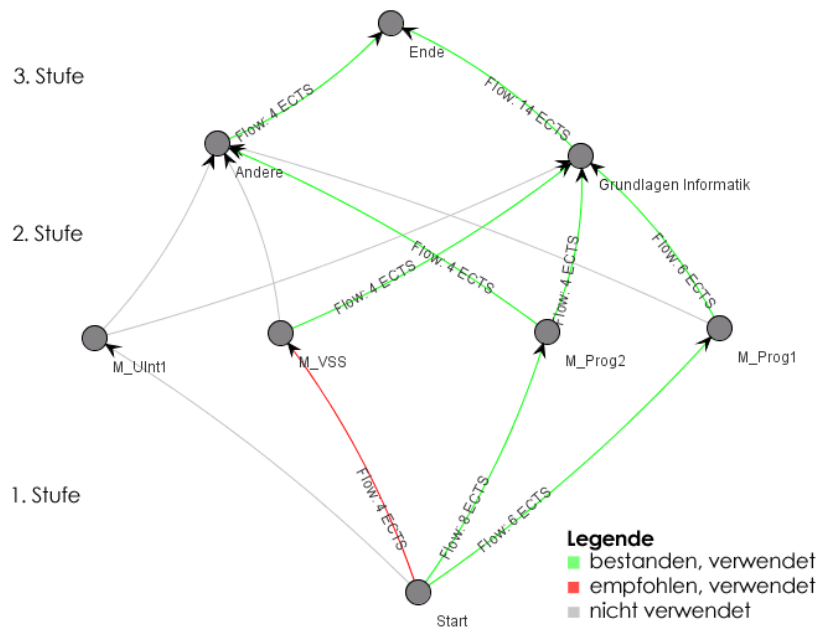 Ende
3. Stufe
Flow: 4 ECTS
Flow: 14 ECTS
Andere
Grundlagen Informatik
2. Stufe
Flow: 4 ECTS
Flow: 4 ECTS
Flow: 4 ECTS
Flow: 6 ECTS
M_UInt1
M_VSS
M_Prog2
M_Prog1
1. Stufe
Flow: 4 ECTS
Flow: 8 ECTS
Flow: 6 ECTS
Start
Legende
bestanden, verwendet
empfohlen, verwendet
nicht verwendet